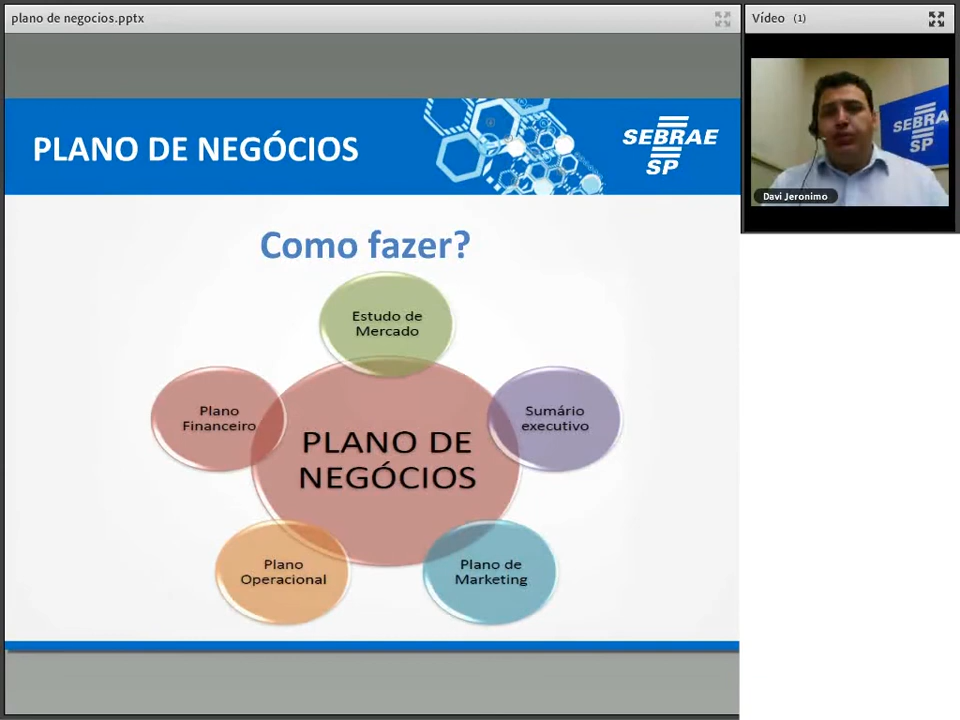 plano de negocios.pptx
Vídeo (1)
PLANO DE NEGÓCIOS
SEBRAE
SP
SEBRAE
SP
Davi Jeronimo
Como fazer?
Estudo de
Mercado
Plano
Financeiro
Sumário
executivo
PLANO DE
NEGÓCIOS
Plano
Operacional
Plano de
Marketing